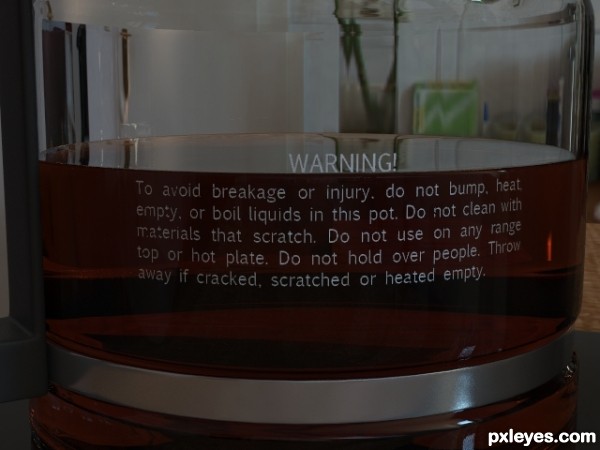 WARNING!
To avoid breakage or injury, do not bump, heat,
empty, or boil liquids in this pot. Do not clean with
materials that scratch. Do not use on any range
top or hot plate. Do not hold over people. Throw
away if cracked, scratched or heated empty.
pxleyes.com